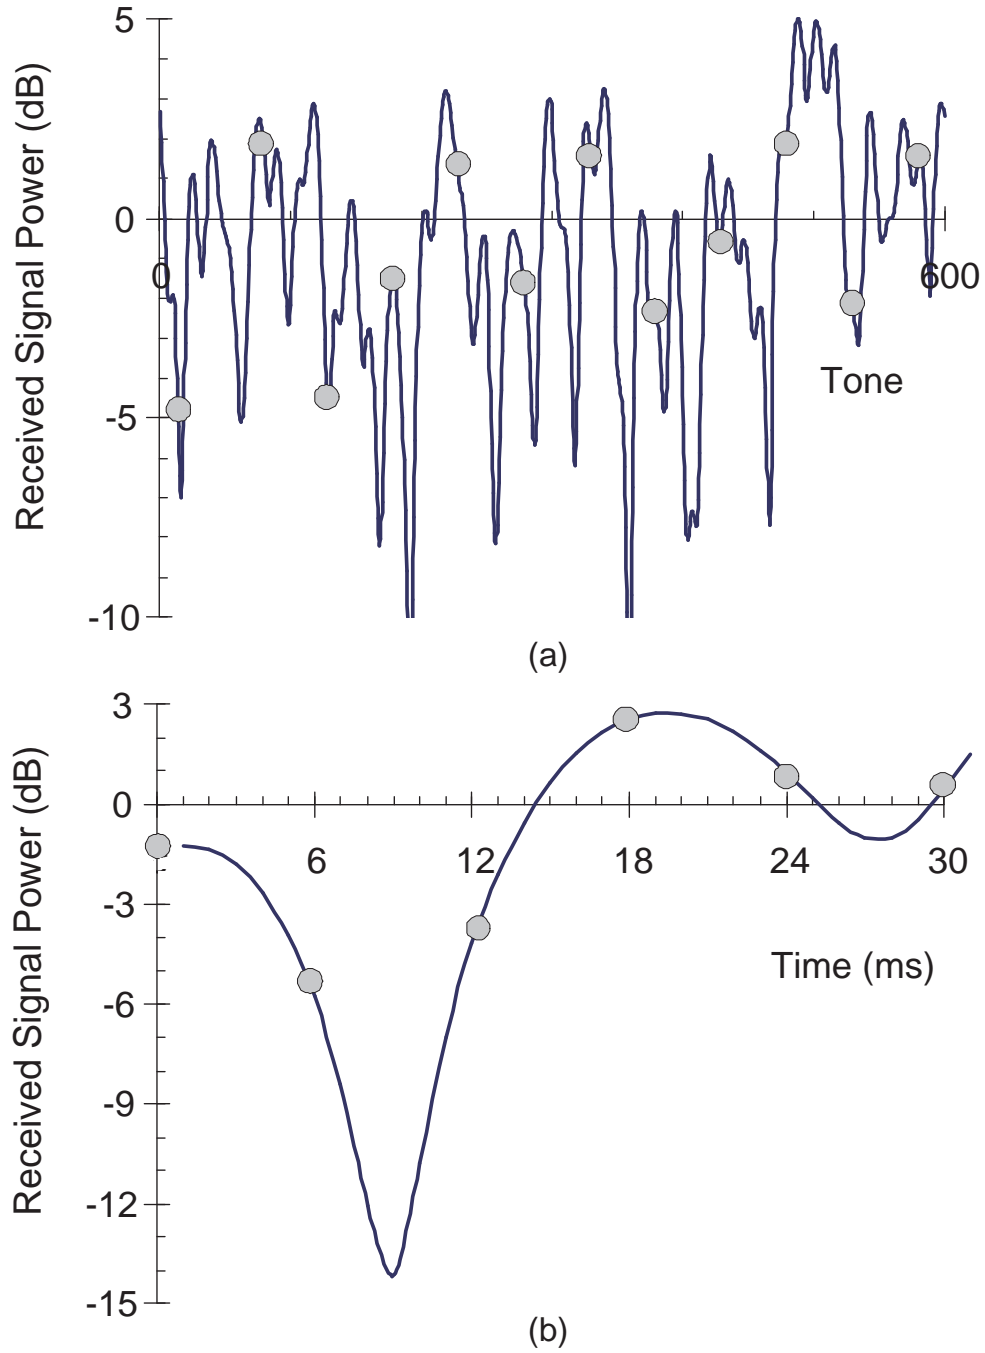 5
0
-5
-10
Received Signal Power (dB)
0
600
Tone
(a)
3
0
-3
-6
-9
-12
-15
Received Signal Power (dB)
6 12 18 24 30
Time (ms)
(b)